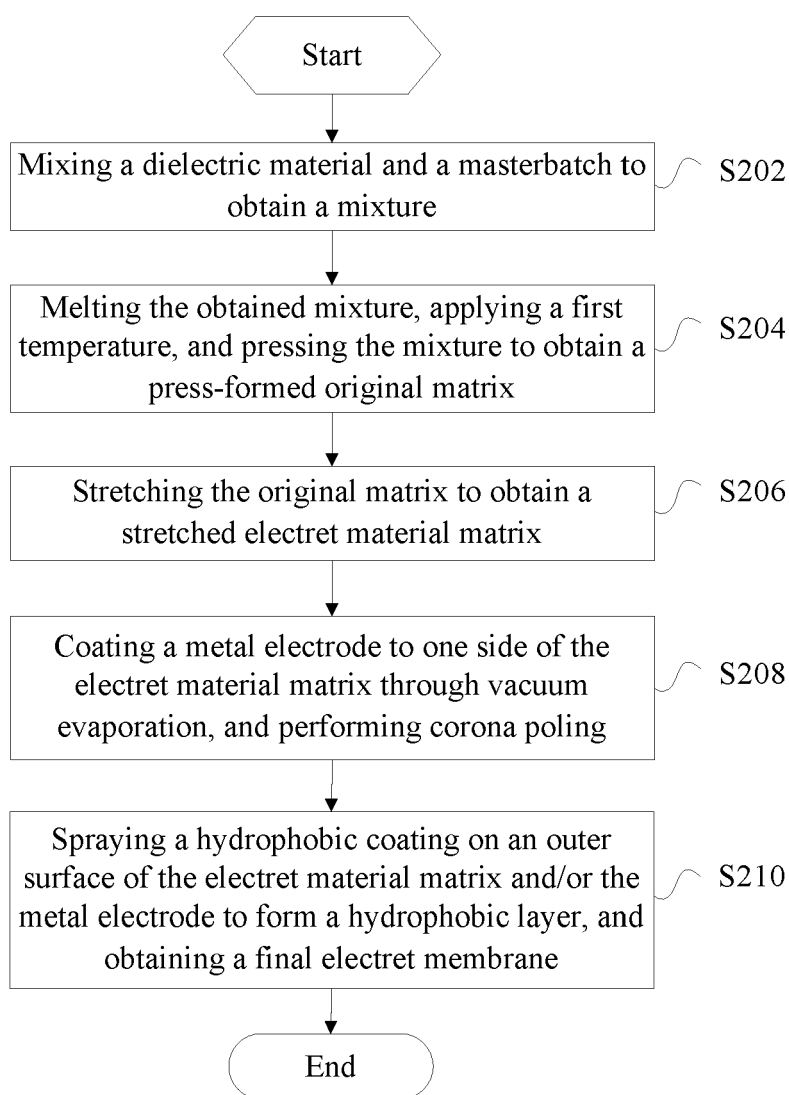 Start
Mixing a dielectric material and a masterbatch to
obtain a mixture
S202
Melting the obtained mixture, applying a first
temperature, and pressing the mixture to obtain a
press-formed original matrix
S204
Stretching the original matrix to obtain a
stretched electret material matrix
S206
Coating a metal electrode to one side of the
electret material matrix through vacuum
evaporation, and performing corona poling
S208
Spraying a hydrophobic coating on an outer
surface of the electret material matrix and/or the
metal electrode to form a hydrophobic layer, and
obtaining a final electret membrane
S210
End